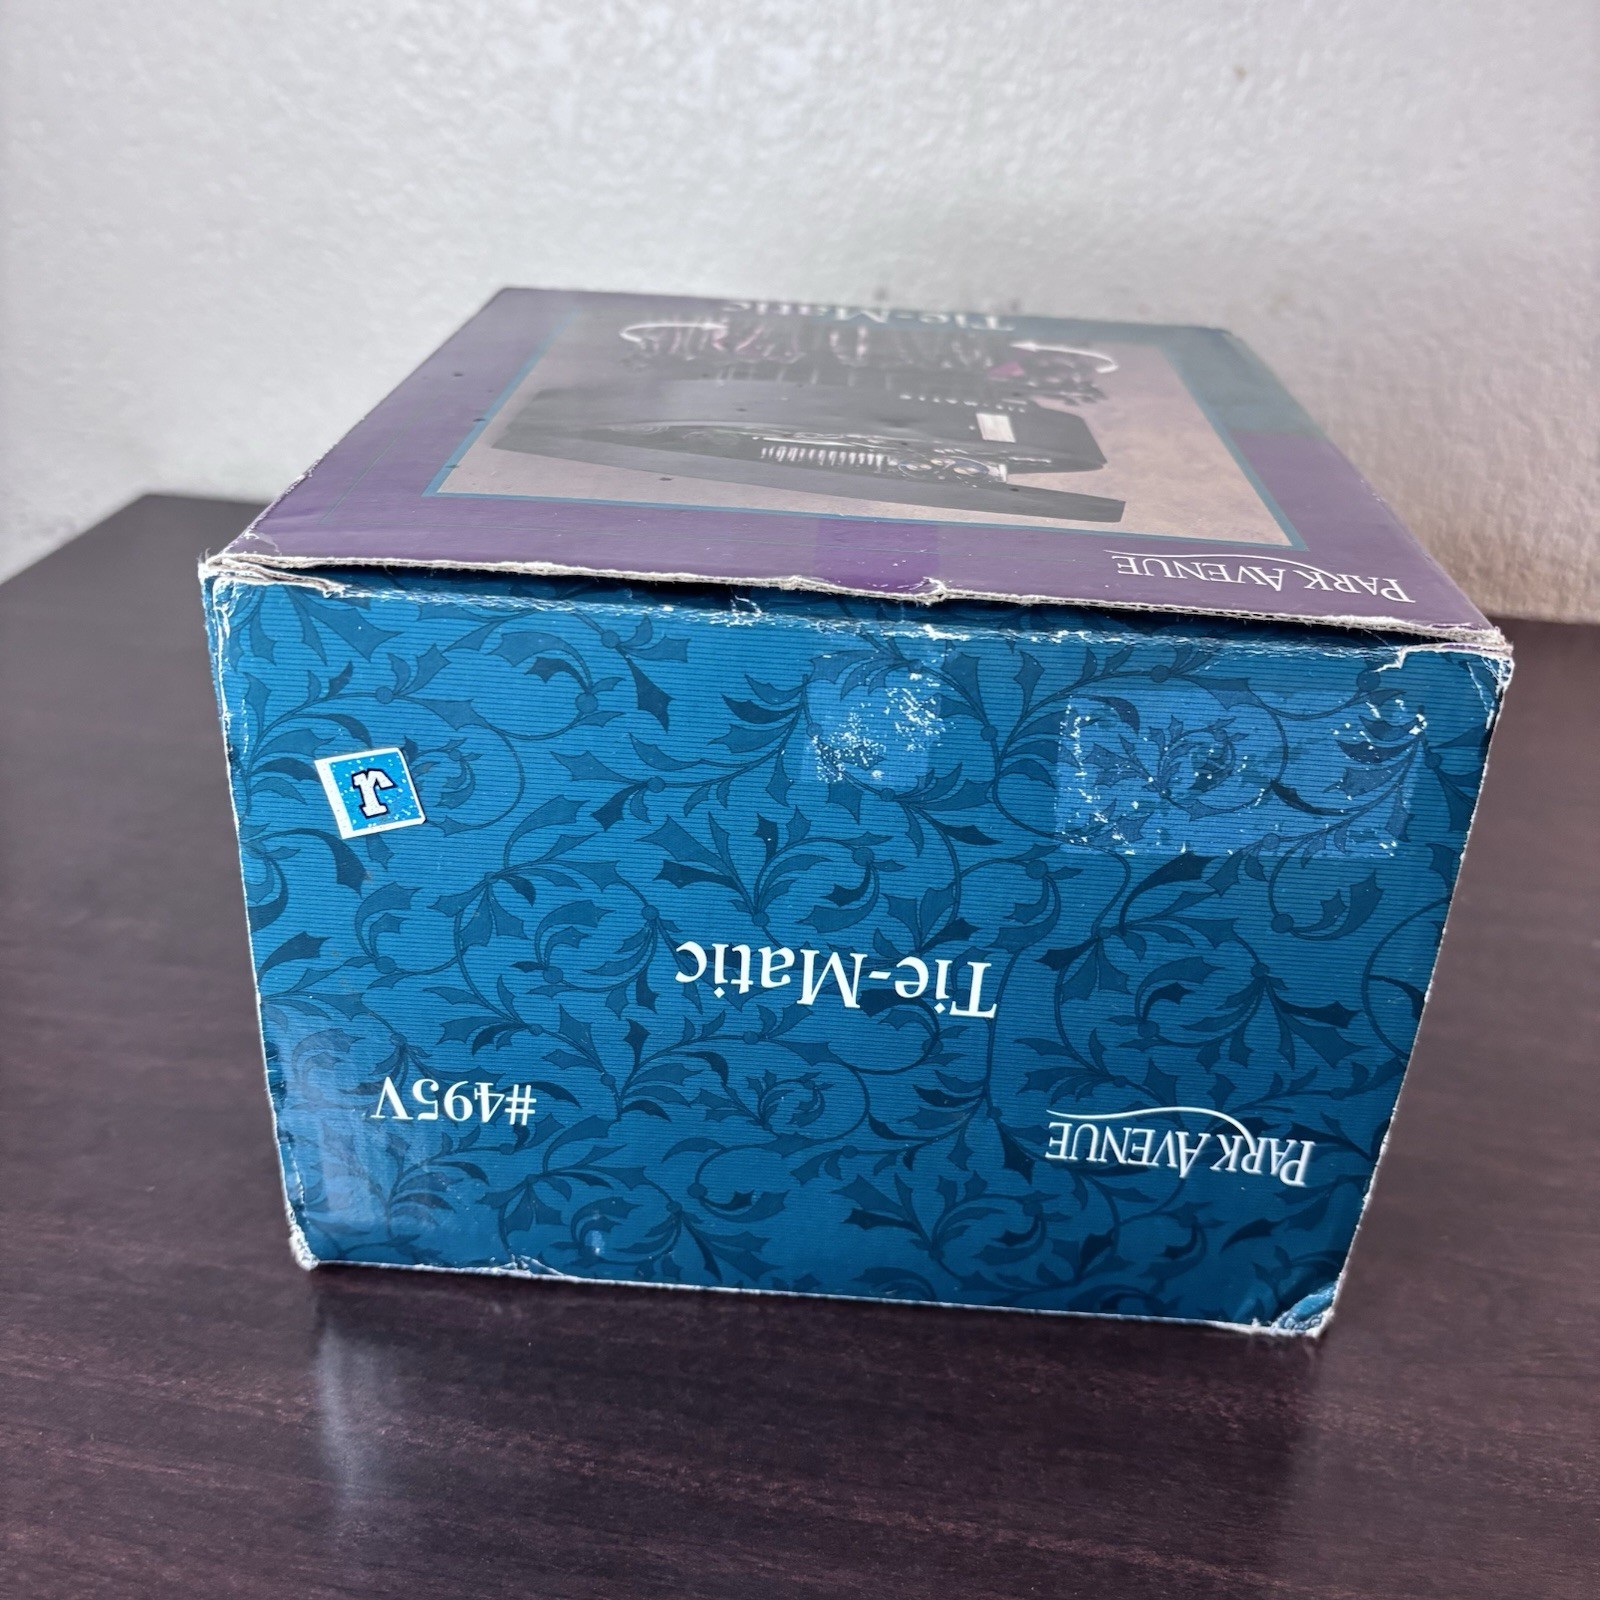 Tie-Matic
PARK AVENUE
r
Tie-Matic
#495V
PARK AVENUE